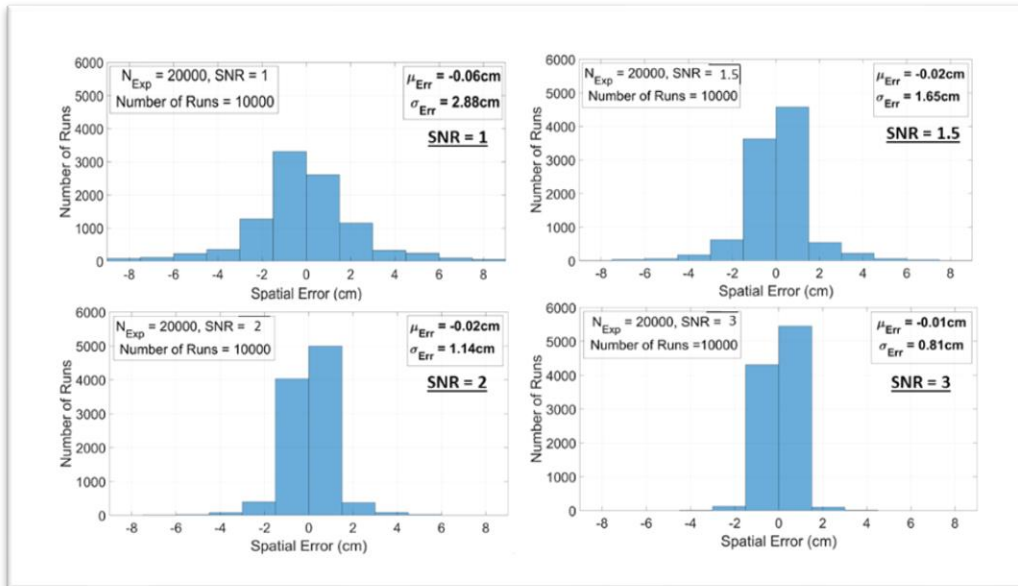 N_Exp = 20000, SNR = 1
Number of Runs = 10000
μ_Err = -0.06cm
σ_Err = 2.88cm
SNR = 1
Number of Runs
6000
5000
4000
3000
2000
1000
0
-8 -6 -4 -2 0 2 4 6 8
Spatial Error (cm)
N_Exp = 20000, SNR = 1.5
Number of Runs = 10000
μ_Err = -0.02cm
σ_Err = 1.65cm
SNR = 1.5
Number of Runs
6000
5000
4000
3000
2000
1000
0
-8 -6 -4 -2 0 2 4 6 8
Spatial Error (cm)
N_Exp = 20000, SNR = 2
Number of Runs = 10000
μ_Err = -0.02cm
σ_Err = 1.14cm
SNR = 2
Number of Runs
6000
5000
4000
3000
2000
1000
0
-8 -6 -4 -2 0 2 4 6 8
Spatial Error (cm)
N_Exp = 20000, SNR = 3
Number of Runs =10000
μ_Err = -0.01cm
σ_Err = 0.81cm
SNR = 3
Number of Runs
6000
5000
4000
3000
2000
1000
0
-8 -6 -4 -2 0 2 4 6 8
Spatial Error (cm)